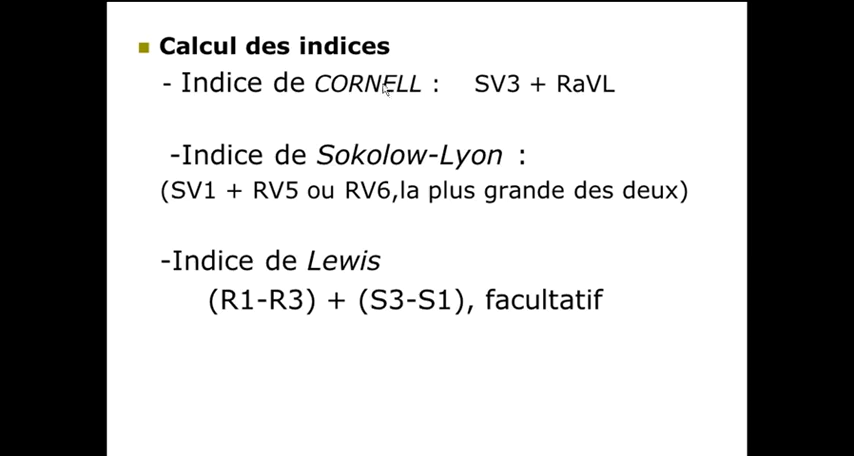 Calcul des indices
- Indice de CORNELL : SV3 + RaVL
-Indice de Sokolow-Lyon :
(SV1 + RV5 ou RV6,la plus grande des deux)
-Indice de Lewis
(R1-R3) + (S3-S1), facultatif